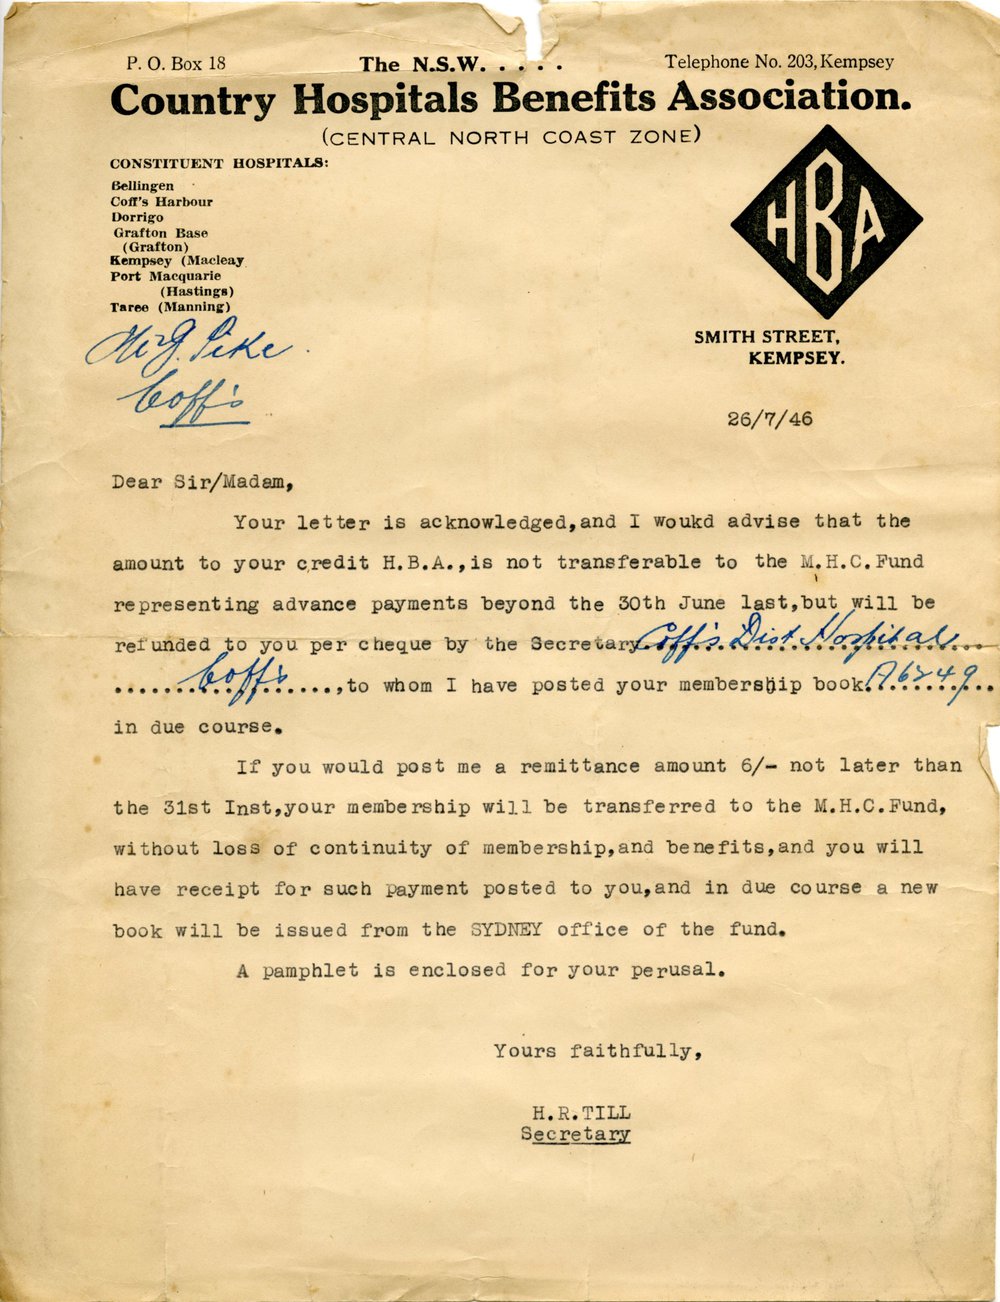 P. O. Box 18
The N.S.W. . . . .
Telephone No. 203, Kempsey
Country Hospitals Benefits Association.
(CENTRAL NORTH COAST ZONE)
CONSTITUENT HOSPITALS:
Bellingen
Coff's Harbour
Dorrigo
Grafton Base
(Grafton)
Kempsey (Macleay
Port Macquarie
(Hastings)
Taree (Manning)
HBA
SMITH STREET,
KEMPSEY.
Mr G. Pike
Coff's
26/7/46
Dear Sir/Madam,
Your letter is acknowledged,and I woukd advise that the
amount to your credit H.B.A.,is not transferable to the M.H.C.Fund
representing advance payments beyond the 30th June last,but will be
refunded to you per cheque by the Secretary Coff's Dist Hospital
Coff's ,to whom I have posted your membership book A6249
in due course.
If you would post me a remittance amount 6/- not later than
the 31st Inst,your membership will be transferred to the M.H.C.Fund,
without loss of continuity of membership,and benefits,and you will
have receipt for such payment posted to you,and in due course a new
book will be issued from the SYDNEY office of the fund.
A pamphlet is enclosed for your perusal.
Yours faithfully,
H.R.TILL
Secretary